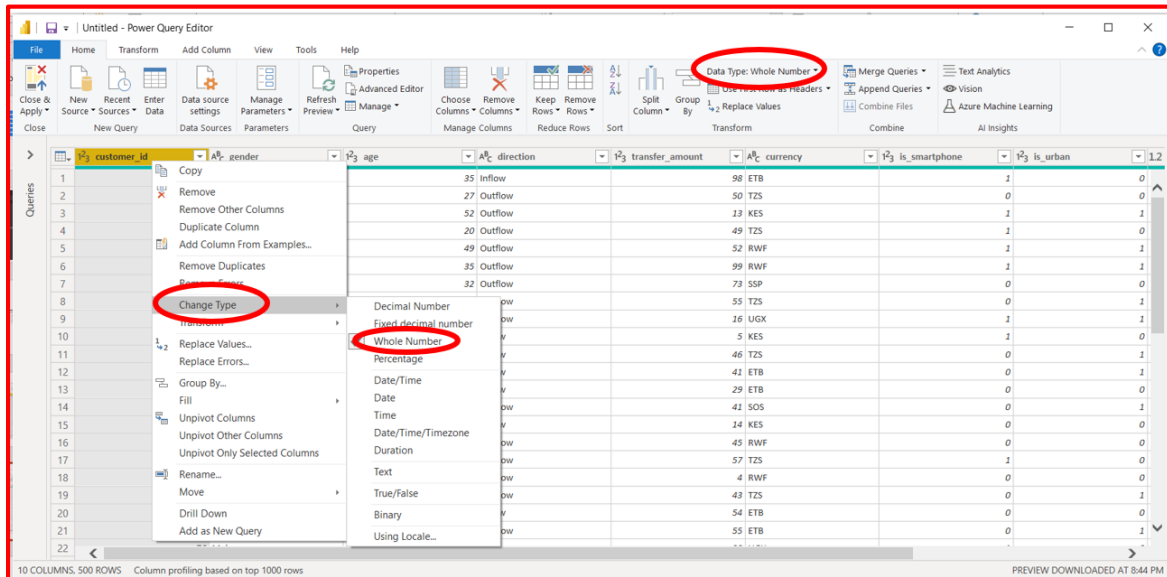 Untitled - Power Query Editor
File Home Transform Add Column View Tools Help
Close & Apply
New Source
Recent Sources
Enter Data
Data source settings
Manage Parameters
Refresh Preview
Properties
Advanced Editor
Manage
Choose Columns
Remove Columns
Keep Rows
Remove Rows
Split Column
Group By
Data Type: Whole Number
Use First Row as Headers
Replace Values
Merge Queries
Append Queries
Combine Files
Text Analytics
Vision
Azure Machine Learning
Close New Query Data Sources Parameters Query Manage Columns Reduce Rows Sort Transform Combine AI Insights
Queries
customer_id gender age direction transfer_amount currency is_smartphone is_urban 1.2
1 35 Inflow 98 ETB 1 0
2 27 Outflow 50 TZS 0 0
3 52 Outflow 13 KES 1 1
4 20 Outflow 49 TZS 1 0
5 49 Outflow 52 RWF 1 1
6 35 Outflow 99 RWF 1 1
7 32 Outflow 73 SSP 0 0
8 ow 55 TZS 0 1
9 ow 16 UGX 1 1
10 w 5 KES 1 0
11 w 46 TZS 0 1
12 w 41 ETB 0 1
13 w 29 ETB 0 0
14 ow 41 SOS 0 1
15 w 14 KES 0 0
16 ow 45 RWF 0 0
17 ow 57 TZS 1 0
18 ow 4 RWF 0 0
19 ow 43 TZS 0 1
20 w 54 ETB 0 0
21 ow 55 ETB 0 1
22
Copy
Remove
Remove Other Columns
Duplicate Column
Add Column From Examples...
Remove Duplicates
Remove Errors
Change Type
Transform
Replace Values...
Replace Errors...
Group By...
Fill
Unpivot Columns
Unpivot Other Columns
Unpivot Only Selected Columns
Rename...
Move
Drill Down
Add as New Query
Decimal Number
Fixed decimal number
Whole Number
Percentage
Date/Time
Date
Time
Date/Time/Timezone
Duration
Text
True/False
Binary
Using Locale...
10 COLUMNS, 500 ROWS Column profiling based on top 1000 rows
PREVIEW DOWNLOADED AT 8:44 PM